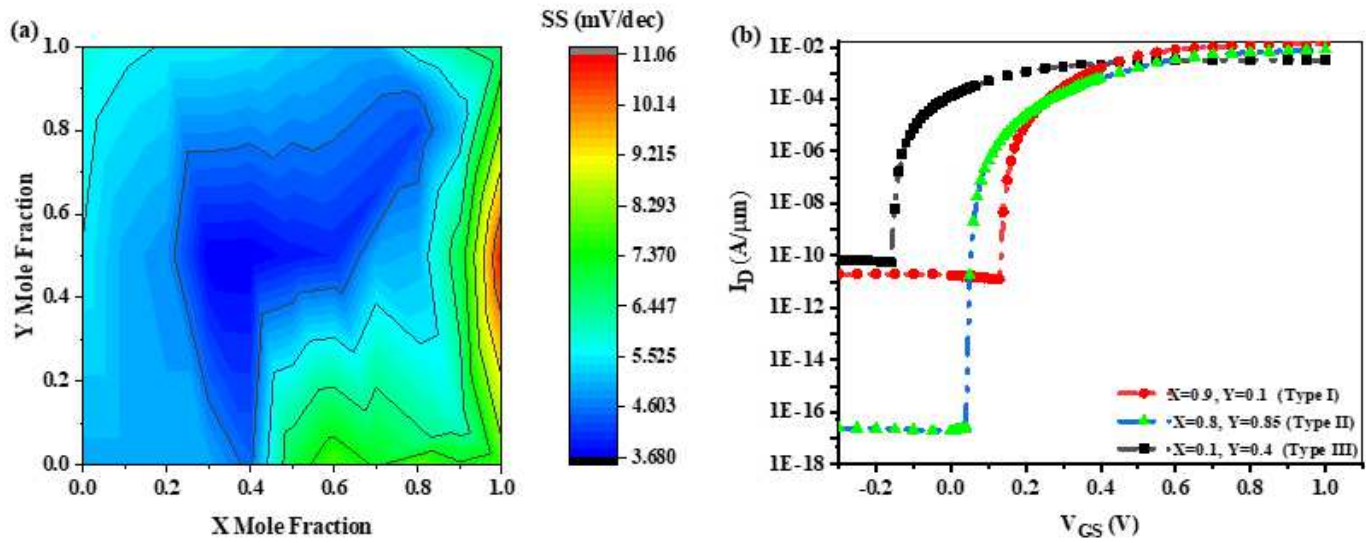 (a)
SS (mV/dec)
1.0
0.8
0.6
0.4
0.2
0.0
Y Mole Fraction
0.0 0.2 0.4 0.6 0.8 1.0
X Mole Fraction
11.06
10.14
9.215
8.293
7.370
6.447
5.525
4.603
3.680
(b)
1E-02
1E-04
1E-06
1E-08
1E-10
1E-12
1E-14
1E-16
1E-18
I_D (A/μm)
X=0.9, Y=0.1 (Type I)
X=0.8, Y=0.85 (Type II)
X=0.1, Y=0.4 (Type III)
-0.2 0.0 0.2 0.4 0.6 0.8 1.0
V_GS (V)